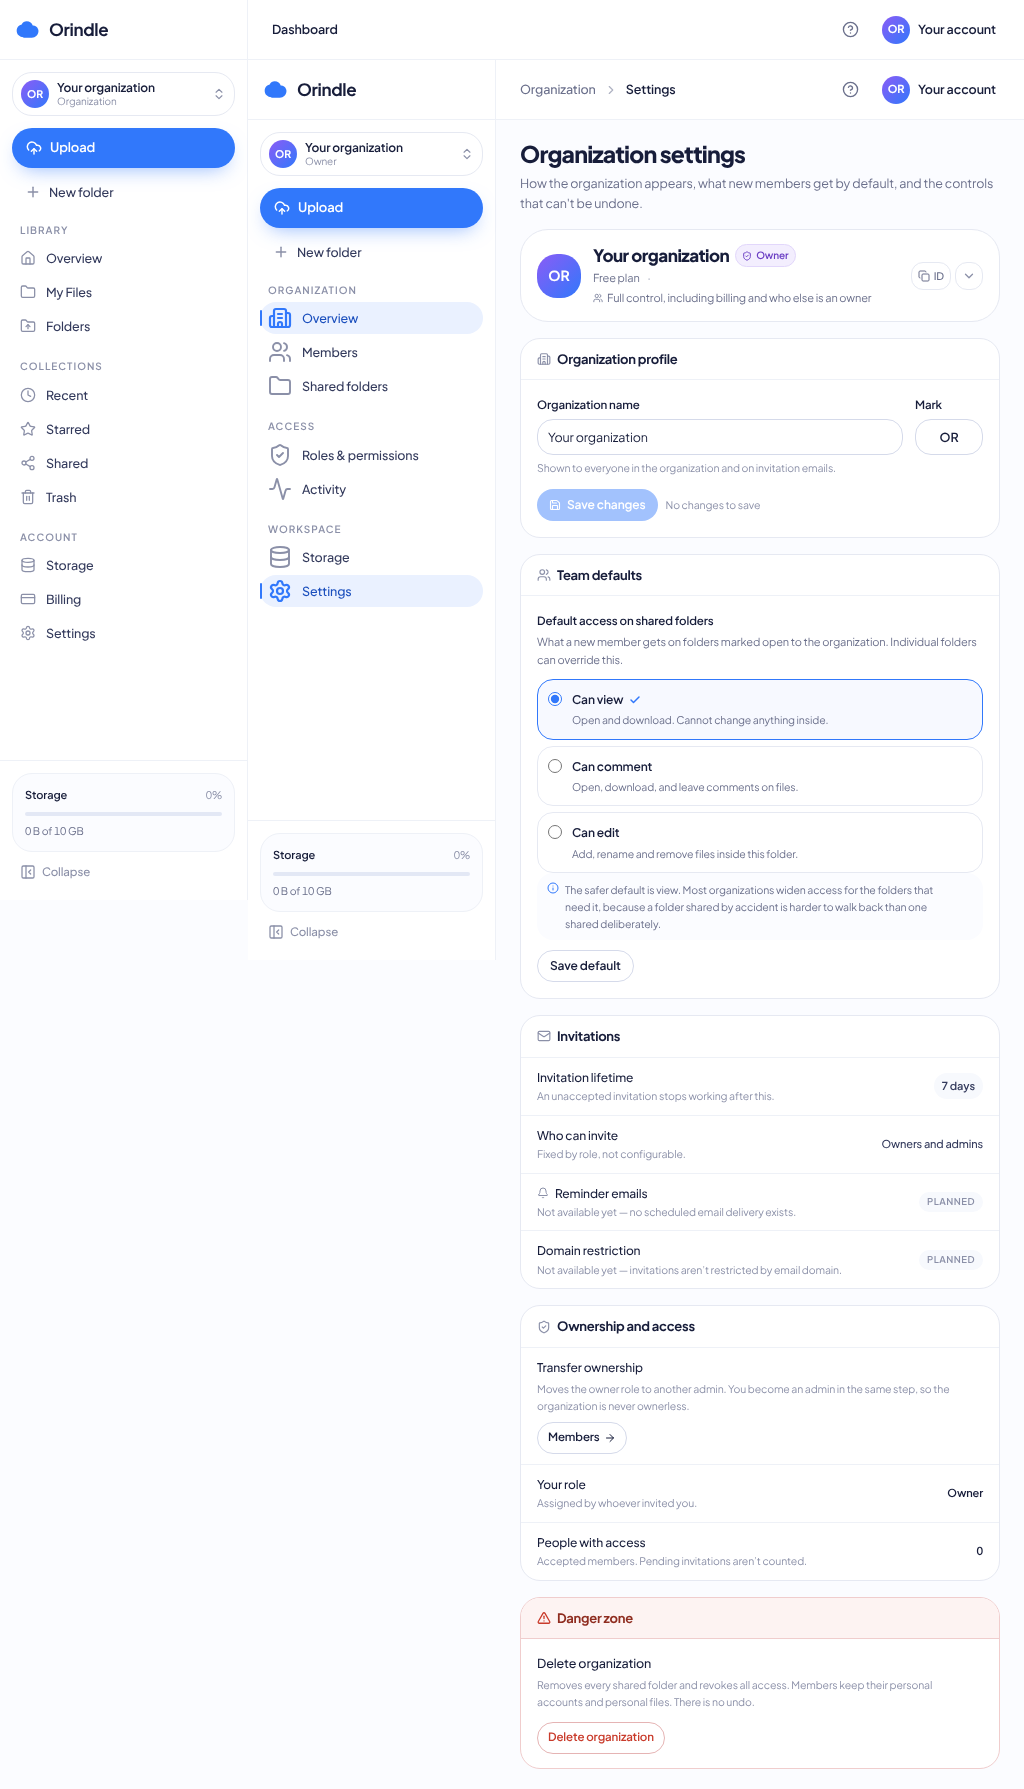 Orindle
Dashboard
OR
Your account
OR
Your organization
Organization
Upload
New folder
LIBRARY
Overview
My Files
Folders
COLLECTIONS
Recent
Starred
Shared
Trash
ACCOUNT
Storage
Billing
Settings
Storage
0%
0 B of 10 GB
Collapse
Orindle
OR
Your organization
Owner
Upload
New folder
ORGANIZATION
Overview
Members
Shared folders
ACCESS
Roles & permissions
Activity
WORKSPACE
Storage
Settings
Storage
0%
0 B of 10 GB
Collapse
Organization
Settings
OR
Your account
Organization settings
How the organization appears, what new members get by default, and the controls
that can't be undone.
OR
Your organization
Owner
Free plan ·
Full control, including billing and who else is an owner
ID
Organization profile
Organization name
Mark
Your organization
OR
Shown to everyone in the organization and on invitation emails.
Save changes
No changes to save
Team defaults
Default access on shared folders
What a new member gets on folders marked open to the organization. Individual folders
can override this.
Can view
Open and download. Cannot change anything inside.
Can comment
Open, download, and leave comments on files.
Can edit
Add, rename and remove files inside this folder.
The safer default is view. Most organizations widen access for the folders that
need it, because a folder shared by accident is harder to walk back than one
shared deliberately.
Save default
Invitations
Invitation lifetime
An unaccepted invitation stops working after this.
7 days
Who can invite
Fixed by role, not configurable.
Owners and admins
Reminder emails
Not available yet — no scheduled email delivery exists.
PLANNED
Domain restriction
Not available yet — invitations aren't restricted by email domain.
PLANNED
Ownership and access
Transfer ownership
Moves the owner role to another admin. You become an admin in the same step, so the
organization is never ownerless.
Members
Your role
Assigned by whoever invited you.
Owner
People with access
Accepted members. Pending invitations aren't counted.
0
Danger zone
Delete organization
Removes every shared folder and revokes all access. Members keep their personal
accounts and personal files. There is no undo.
Delete organization